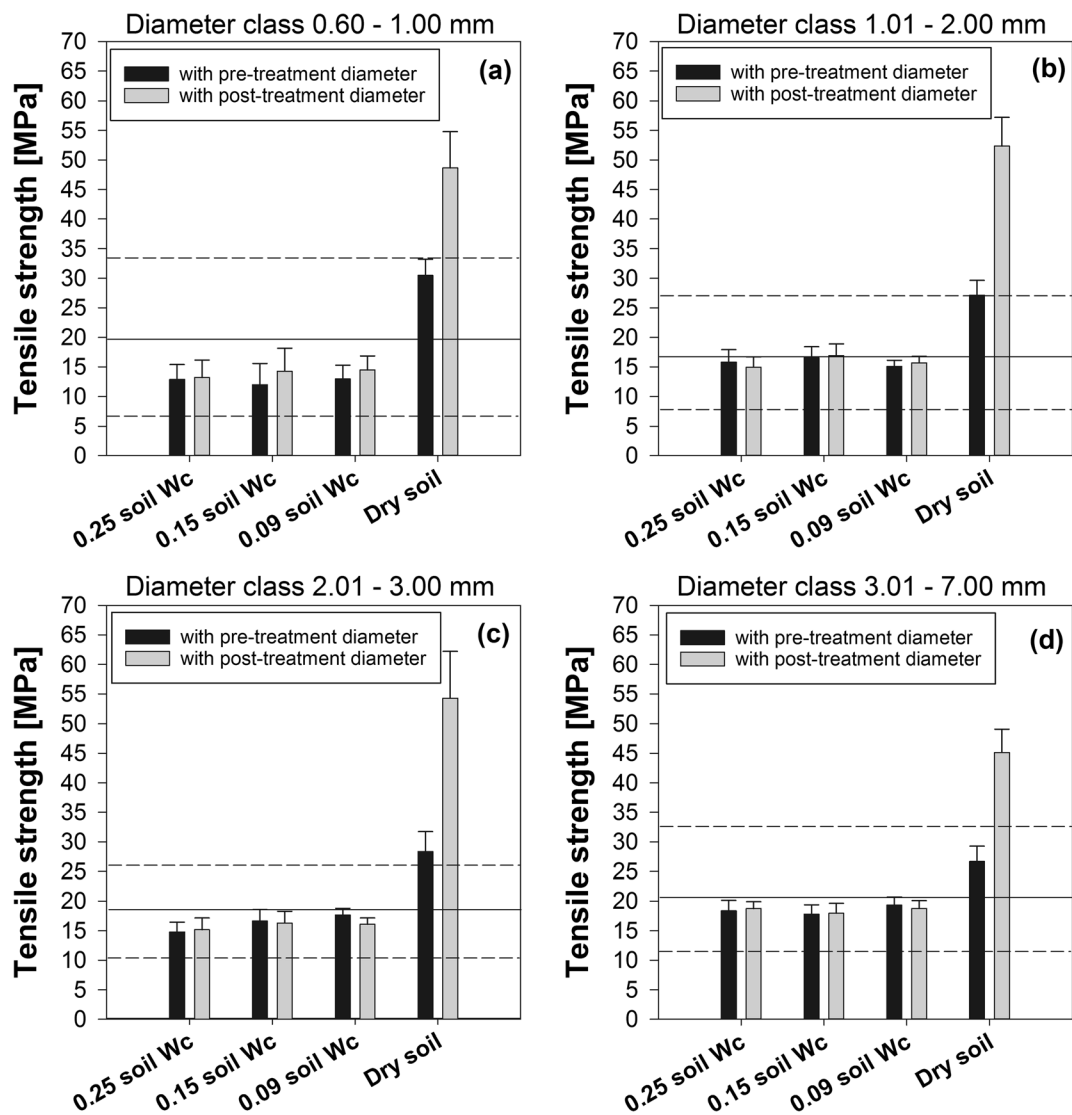 Diameter class 0.60 - 1.00 mm
Tensile strength [MPa]
70
65
60
55
50
45
40
35
30
25
20
15
10
5
0
with pre-treatment diameter
with post-treatment diameter
(a)
0.25 soil Wc
0.15 soil Wc
0.09 soil Wc
Dry soil
Diameter class 1.01 - 2.00 mm
Tensile strength [MPa]
70
65
60
55
50
45
40
35
30
25
20
15
10
5
0
with pre-treatment diameter
with post-treatment diameter
(b)
0.25 soil Wc
0.15 soil Wc
0.09 soil Wc
Dry soil
Diameter class 2.01 - 3.00 mm
Tensile strength [MPa]
70
65
60
55
50
45
40
35
30
25
20
15
10
5
0
with pre-treatment diameter
with post-treatment diameter
(c)
0.25 soil Wc
0.15 soil Wc
0.09 soil Wc
Dry soil
Diameter class 3.01 - 7.00 mm
Tensile strength [MPa]
70
65
60
55
50
45
40
35
30
25
20
15
10
5
0
with pre-treatment diameter
with post-treatment diameter
(d)
0.25 soil Wc
0.15 soil Wc
0.09 soil Wc
Dry soil